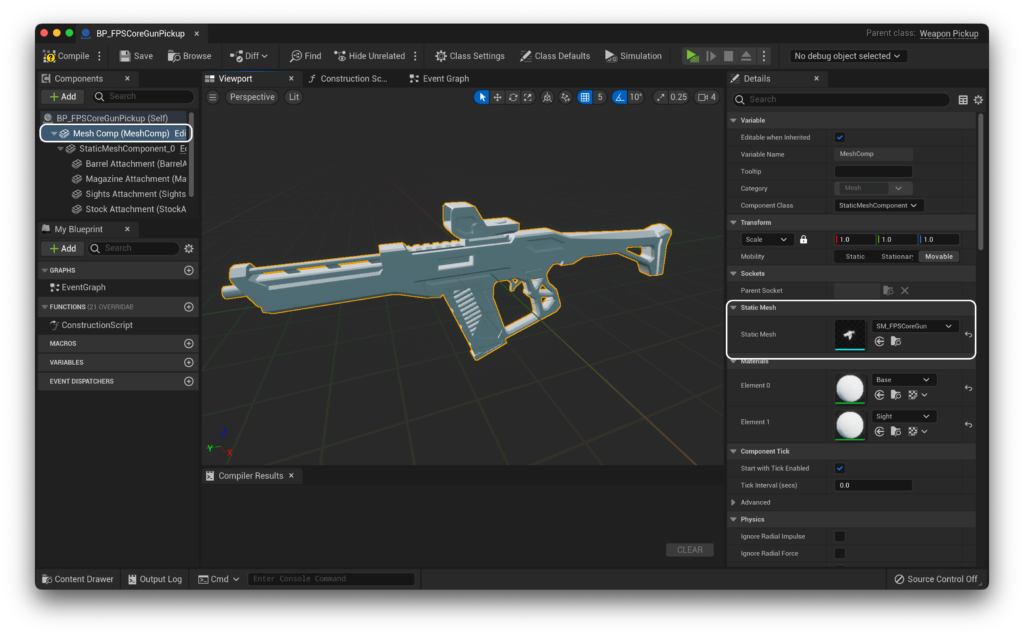 BP_FPSCoreGunPickup
Parent class: Weapon Pickup
Compile
Save
Browse
Diff
Find
Hide Unrelated
Class Settings
Class Defaults
Simulation
No debug object selected
Components
+ Add
Search
BP_FPSCoreGunPickup (Self)
Mesh Comp (MeshComp) Edi
StaticMeshComponent_0 Ec
Barrel Attachment (BarrelA
Magazine Attachment (Ma
Sights Attachment (Sights
Stock Attachment (StockA
My Blueprint
+ Add
Search
GRAPHS
EventGraph
FUNCTIONS (21 OVERRIDAB
ConstructionScript
MACROS
VARIABLES
EVENT DISPATCHERS
Viewport
Construction Sc...
Event Graph
Perspective
Lit
5
10°
0.25
4
Y
X
Compiler Results
CLEAR
Details
Search
Variable
Editable when Inherited
Variable Name MeshComp
Tooltip
Category Mesh
Component Class StaticMeshComponent
Transform
Scale 1.0 1.0 1.0
Mobility Static Stationary Movable
Sockets
Parent Socket
Static Mesh
Static Mesh SM_FPSCoreGun
Materials
Element 0 Base
Element 1 Sight
Component Tick
Start with Tick Enabled
Tick Interval (secs) 0.0
Advanced
Physics
Ignore Radial Impulse
Ignore Radial Force
Content Drawer
Output Log
Cmd
Enter Console Command
Source Control Off